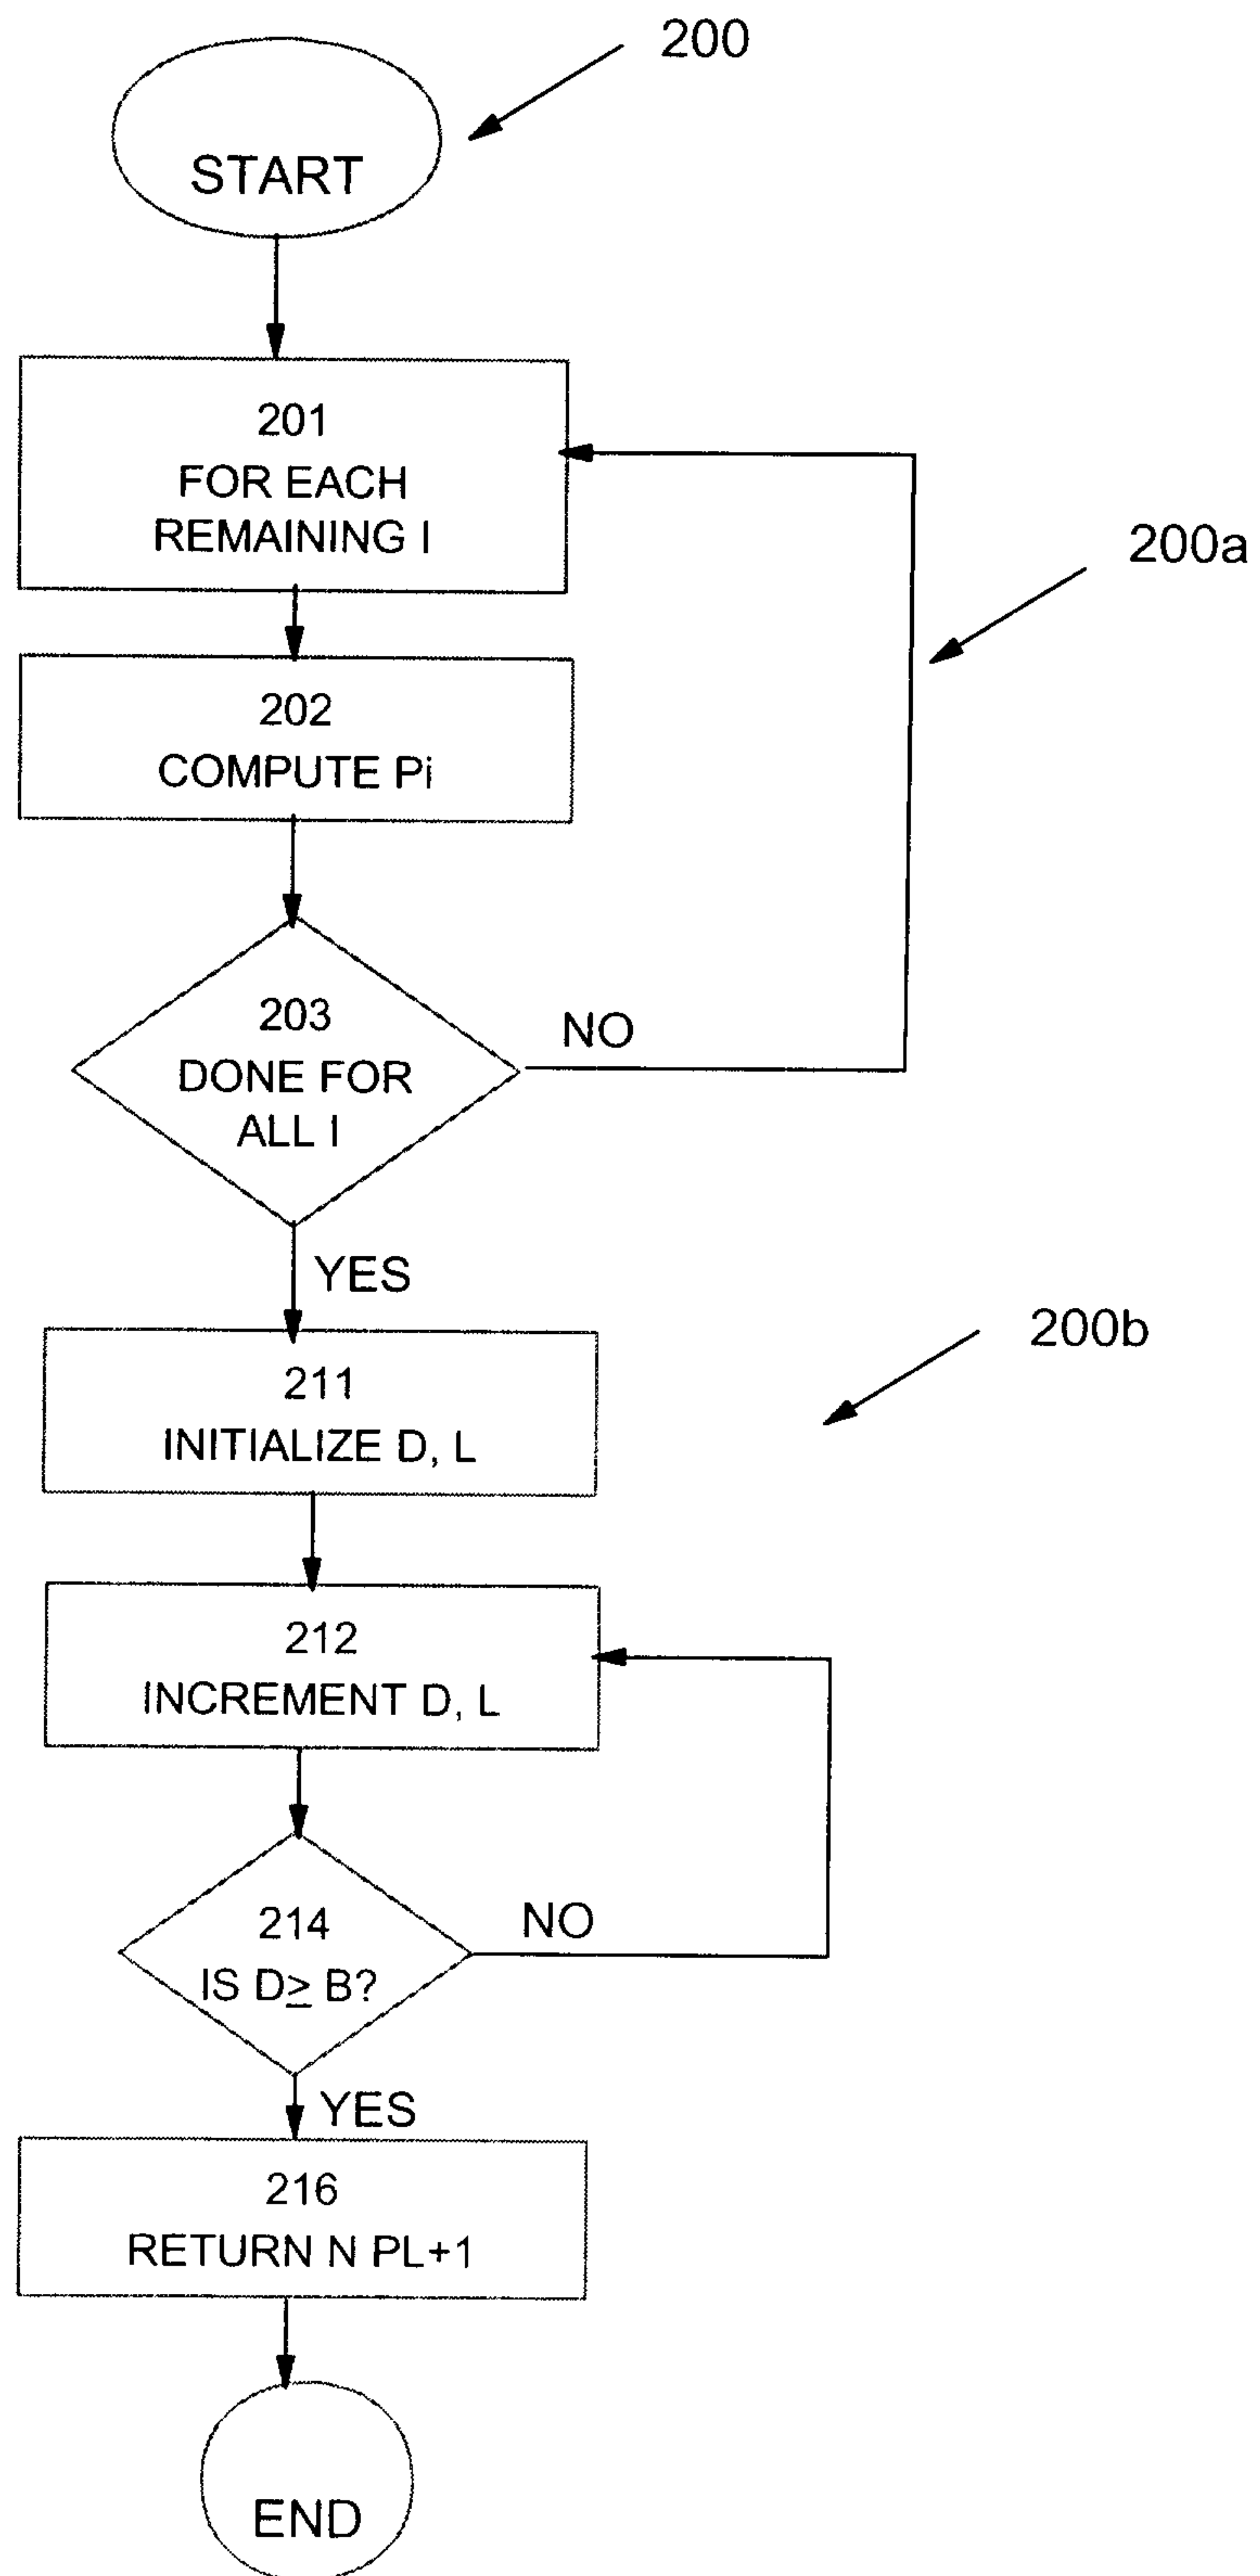 200
START
201
FOR EACH
REMAINING I
200a
202
COMPUTE Pi
203
DONE FOR
ALL I
NO
YES
200b
211
INITIALIZE D, L
212
INCREMENT D, L
214
IS D≥ B?
NO
YES
216
RETURN N PL+1
END